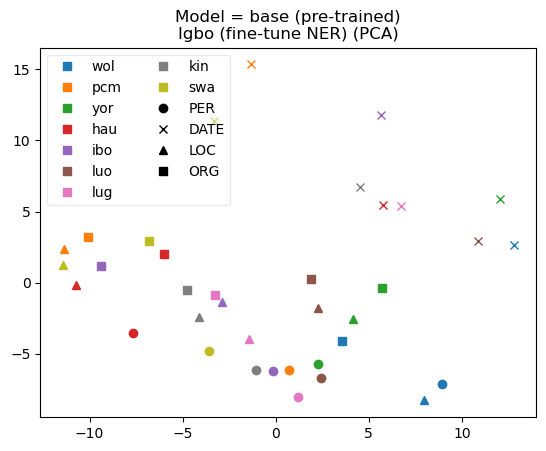 Model = base (pre-trained)
Igbo (fine-tune NER) (PCA)
wol
pcm
yor
hau
ibo
luo
lug
kin
swa
PER
DATE
LOC
ORG
15
10
5
0
−5
−10
−5
0
5
10